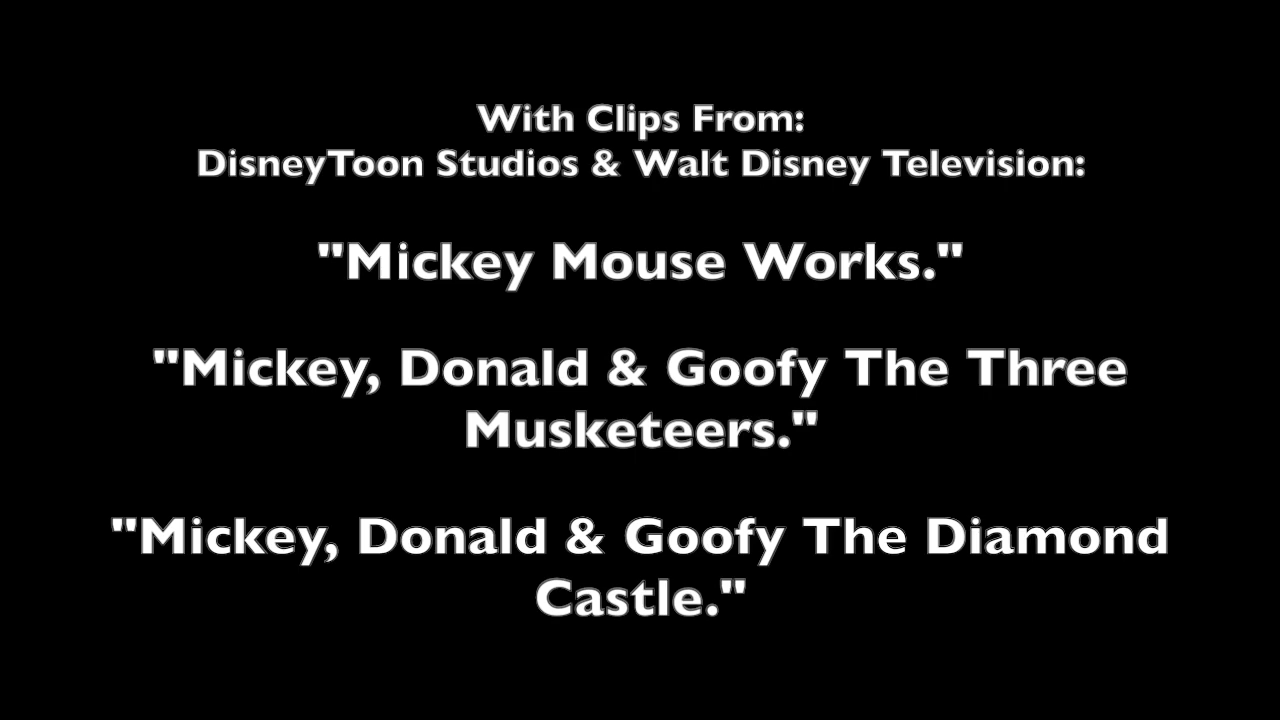 With Clips From:
DisneyToon Studios & Walt Disney Television:
"Mickey Mouse Works."
"Mickey, Donald & Goofy The Three
Musketeers."
"Mickey, Donald & Goofy The Diamond
Castle."